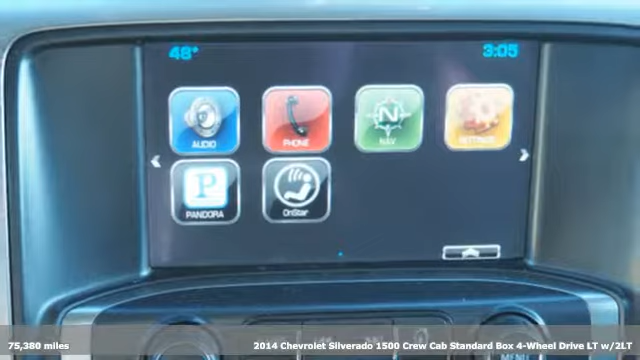 48°
3:05
AUDIO
PHONE
NAV
SETTINGS
PANDORA
OnStar
MENU
75,380 miles
2014 Chevrolet Silverado 1500 Crew Cab Standard Box 4-Wheel Drive LT w/2LT